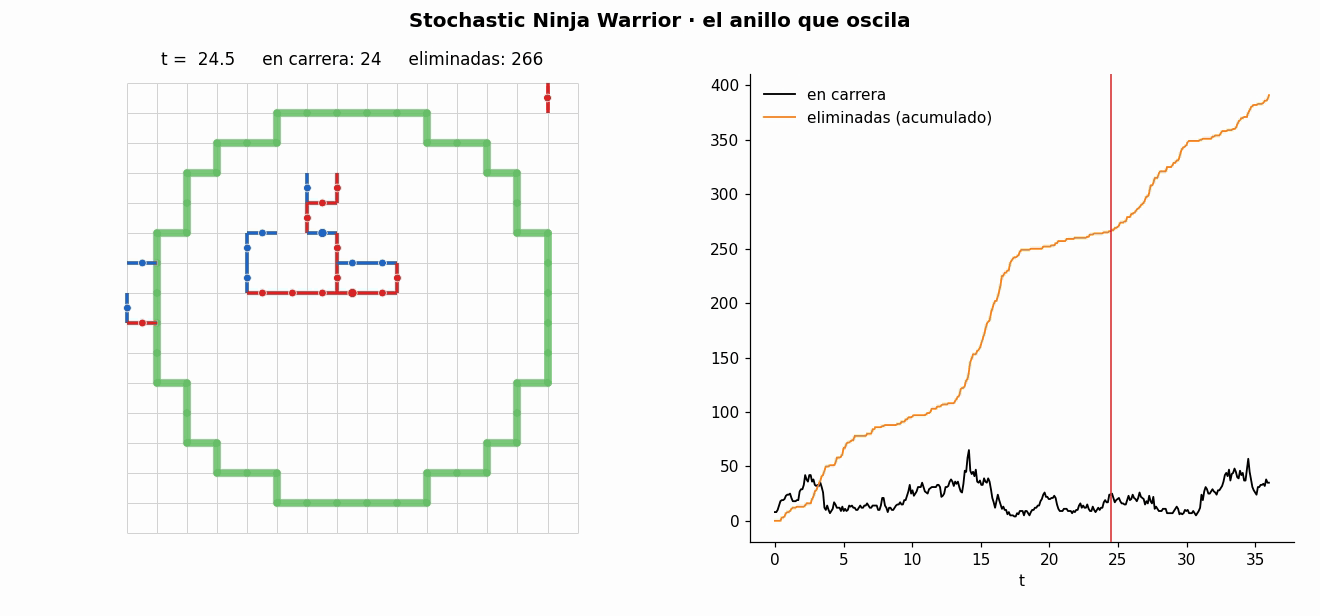 Stochastic Ninja Warrior · el anillo que oscila
t = 24.5 en carrera: 24 eliminadas: 266
en carrera
eliminadas (acumulado)
400
350
300
250
200
150
100
50
0
0 5 10 15 20 25 30 35
t